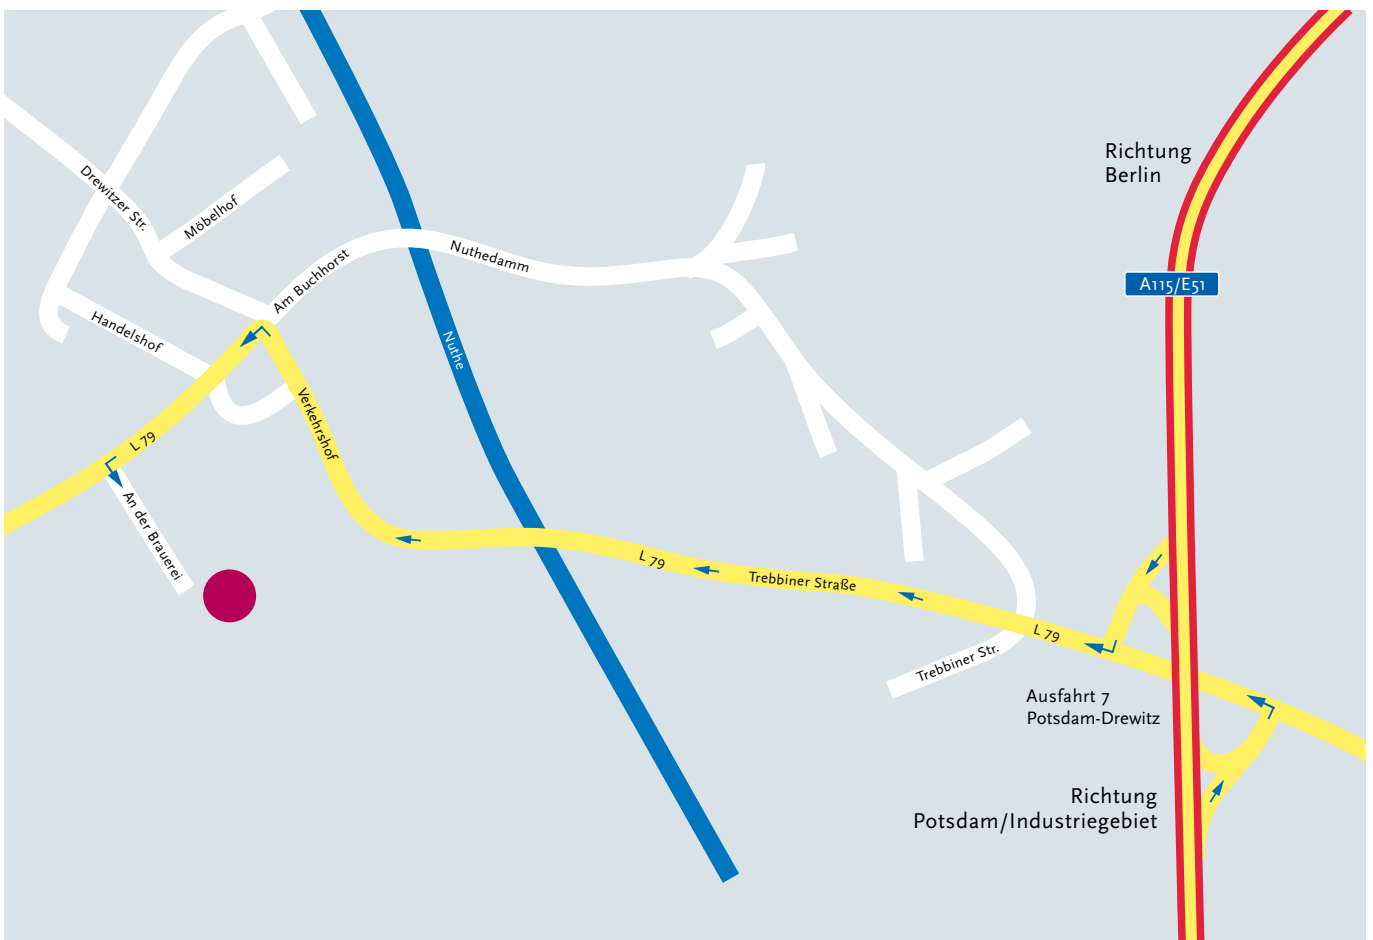 Richtung
Berlin
Drewitzer Str.
Möbelhof
Am Buchhorst
Nuthedamm
A115/E51
Handelshof
Nuthe
Verkehrshof
L 79
An der Brauerei
L 79
Trebbiner Straße
L 79
Trebbiner Str.
Ausfahrt 7
Potsdam-Drewitz
Richtung
Potsdam/Industriegebiet